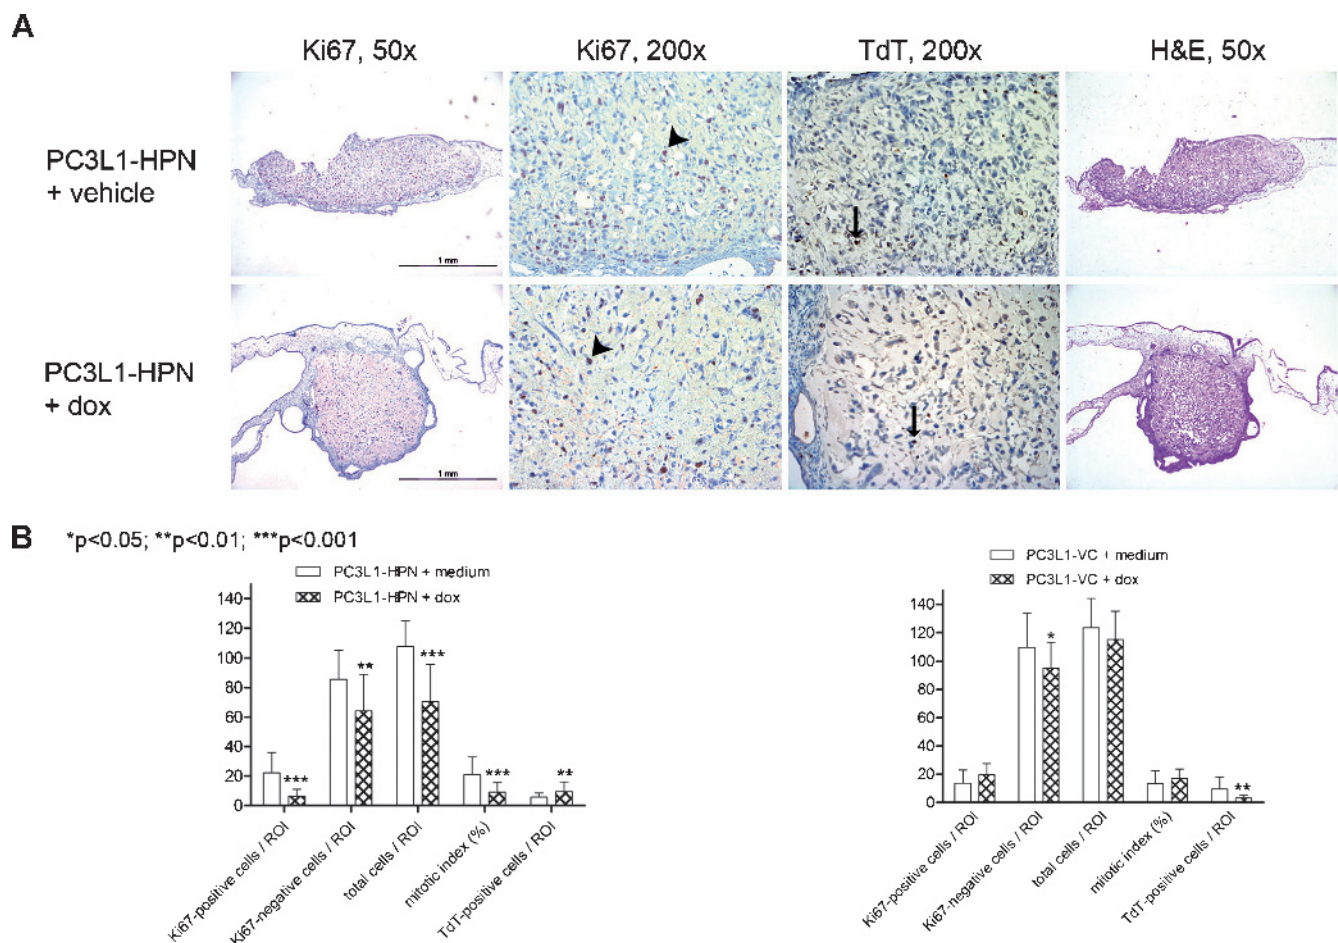 A
Ki67, 50x
Ki67, 200x
TdT, 200x
H&E, 50x
PC3L1-HPN
+ vehicle
1 mm
PC3L1-HPN
+ dox
1 mm
B
*p<0.05; **p<0.01; ***p<0.001
PC3L1-HPN + medium
PC3L1-HPN + dox
140
120
100
80
60
40
20
0
***
**
***
***
**
Ki67-positive cells / ROI
Ki67-negative cells / ROI
total cells / ROI
mitotic index (%)
TdT-positive cells / ROI
PC3L1-VC + medium
PC3L1-VC + dox
140
120
100
80
60
40
20
0
*
**
Ki67-positive cells / ROI
Ki67-negative cells / ROI
total cells / ROI
mitotic index (%)
TdT-positive cells / ROI